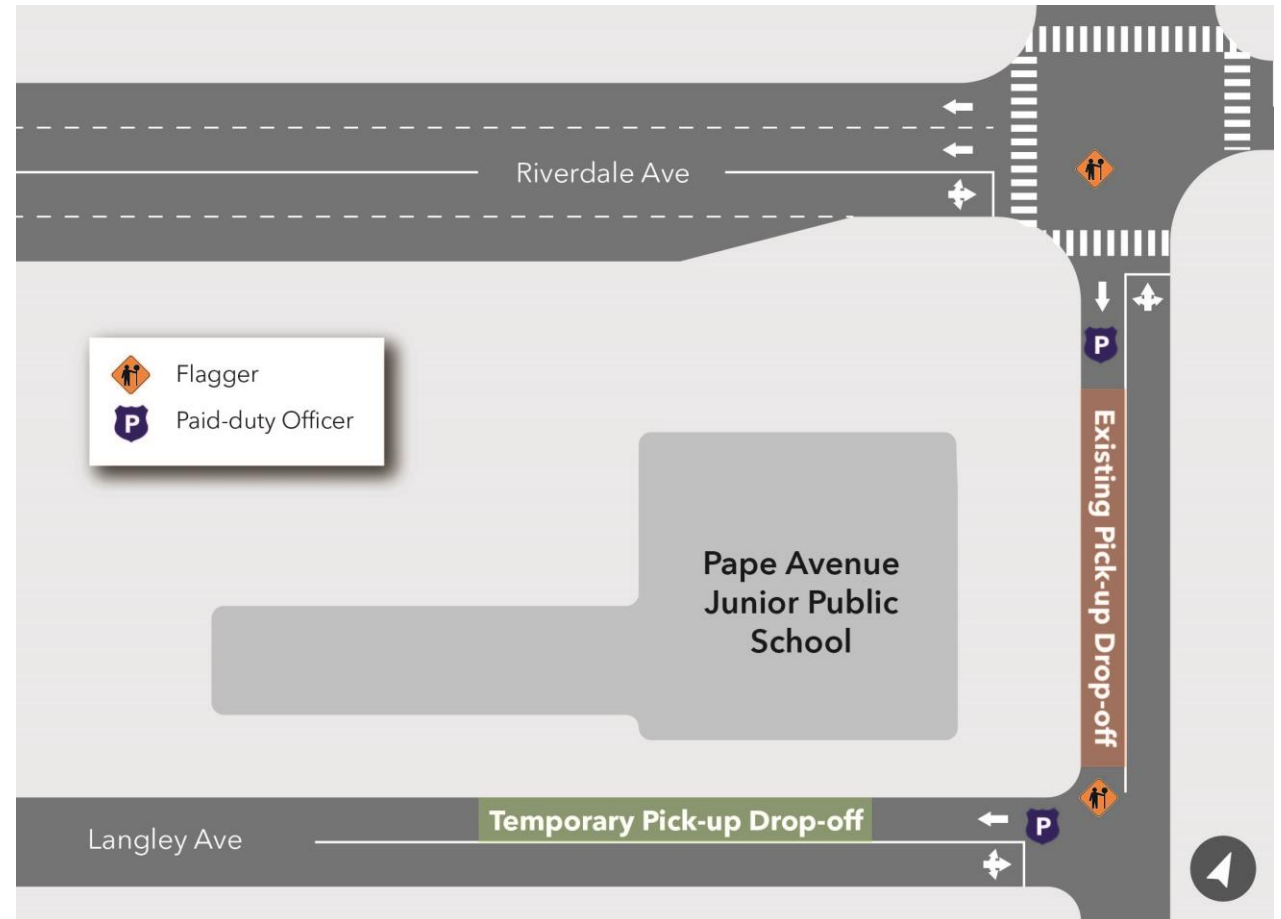 Riverdale Ave
Flagger
P
Paid-duty Officer
P
Existing Pick-up Drop-off
Pape Avenue
Junior Public
School
Temporary Pick-up Drop-off
P
Langley Ave